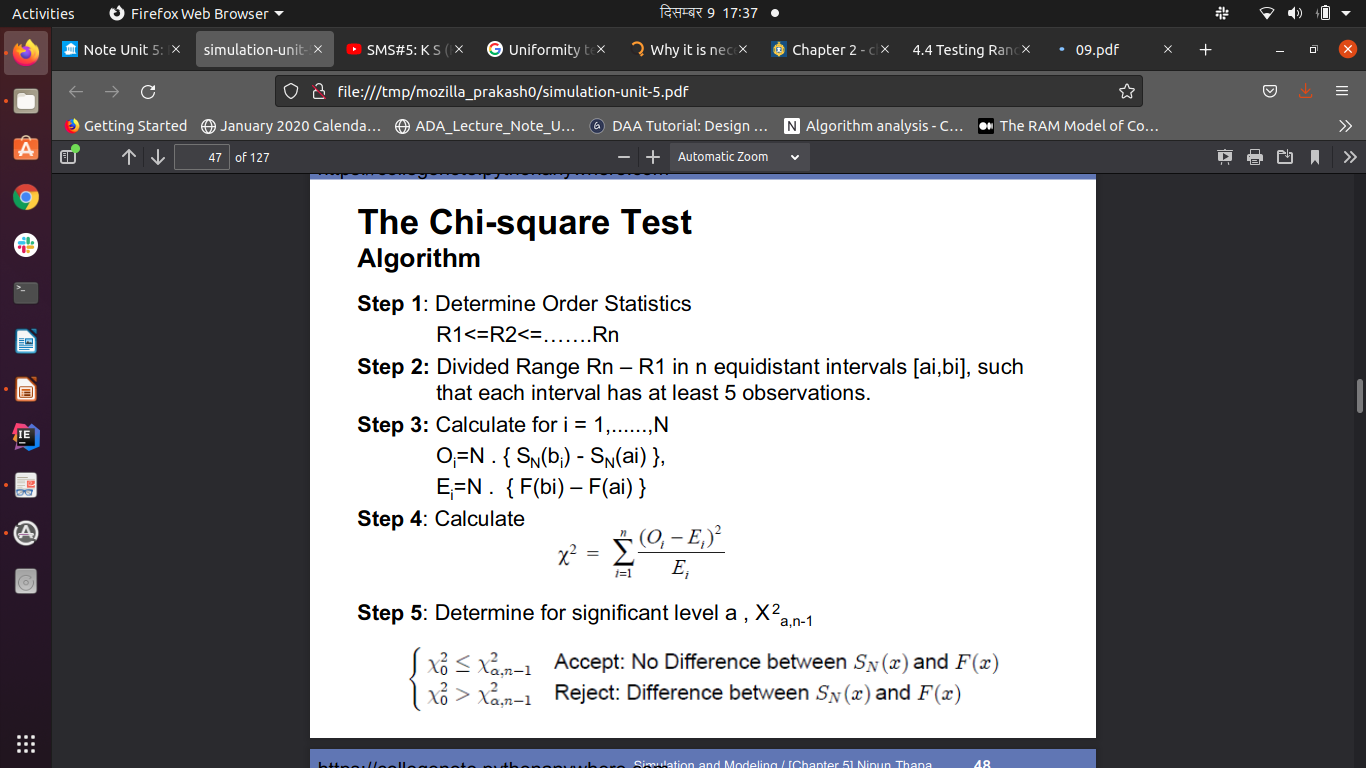 Activities
Firefox Web Browser
दिसम्बर 9 17:37
Note Unit 5:
simulation-unit-
SMS#5: K S (
Uniformity te
Why it is nec
Chapter 2 - c
4.4 Testing Ran
09.pdf
file:///tmp/mozilla_prakash0/simulation-unit-5.pdf
Getting Started
January 2020 Calenda...
ADA_Lecture_Note_U...
DAA Tutorial: Design ...
Algorithm analysis - C...
The RAM Model of Co...
47 of 127
Automatic Zoom
The Chi-square Test
Algorithm
Step 1: Determine Order Statistics
R1<=R2<=…….Rn
Step 2: Divided Range Rn – R1 in n equidistant intervals [ai,bi], such
that each interval has at least 5 observations.
Step 3: Calculate for i = 1,......,N
Oi=N . { SN(bi) - SN(ai) },
Ei=N . { F(bi) – F(ai) }
Step 4: Calculate
χ² = Σ i=1 n (Oi − Ei)² / Ei
Step 5: Determine for significant level a , X²a,n-1
χ²0 ≤ χ²α,n−1 Accept: No Difference between SN(x) and F(x)
χ²0 > χ²α,n−1 Reject: Difference between SN(x) and F(x)
Simulation and Modeling / [Chapter 5] Nipun Thapa 48